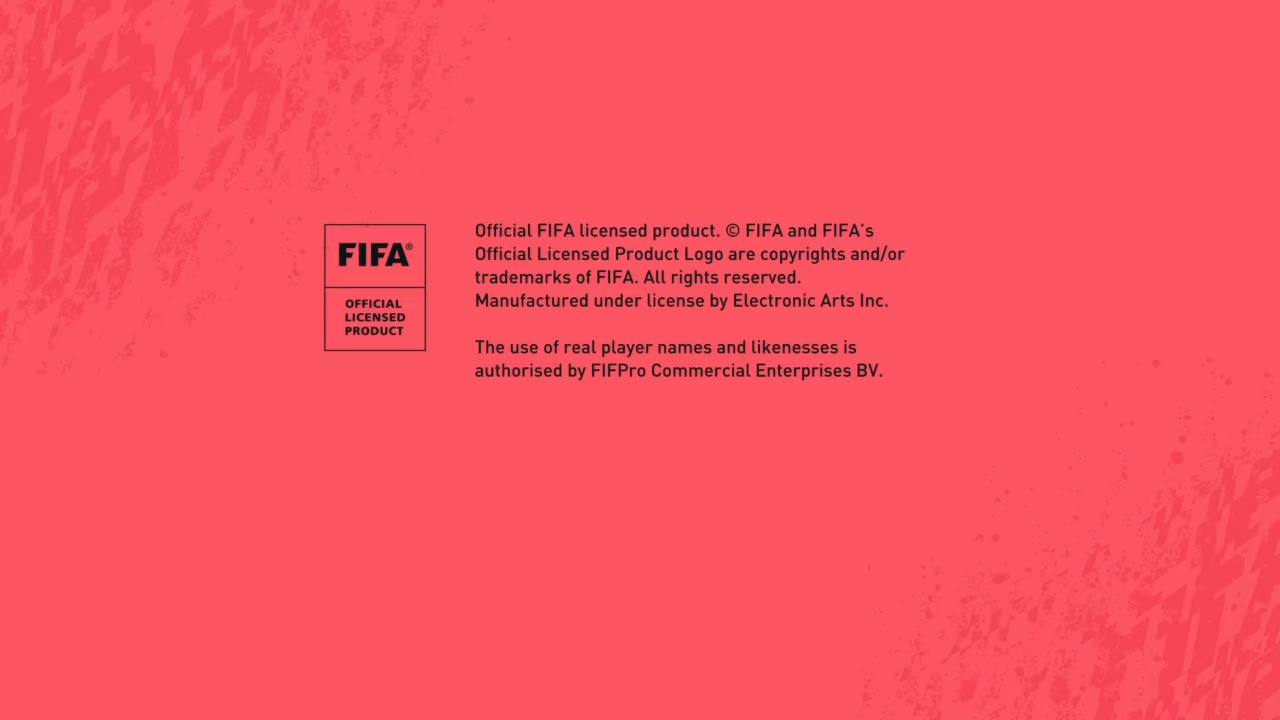 FIFA®
OFFICIAL
LICENSED
PRODUCT
Official FIFA licensed product. © FIFA and FIFA's
Official Licensed Product Logo are copyrights and/or
trademarks of FIFA. All rights reserved.
Manufactured under license by Electronic Arts Inc.
The use of real player names and likenesses is
authorised by FIFPro Commercial Enterprises BV.